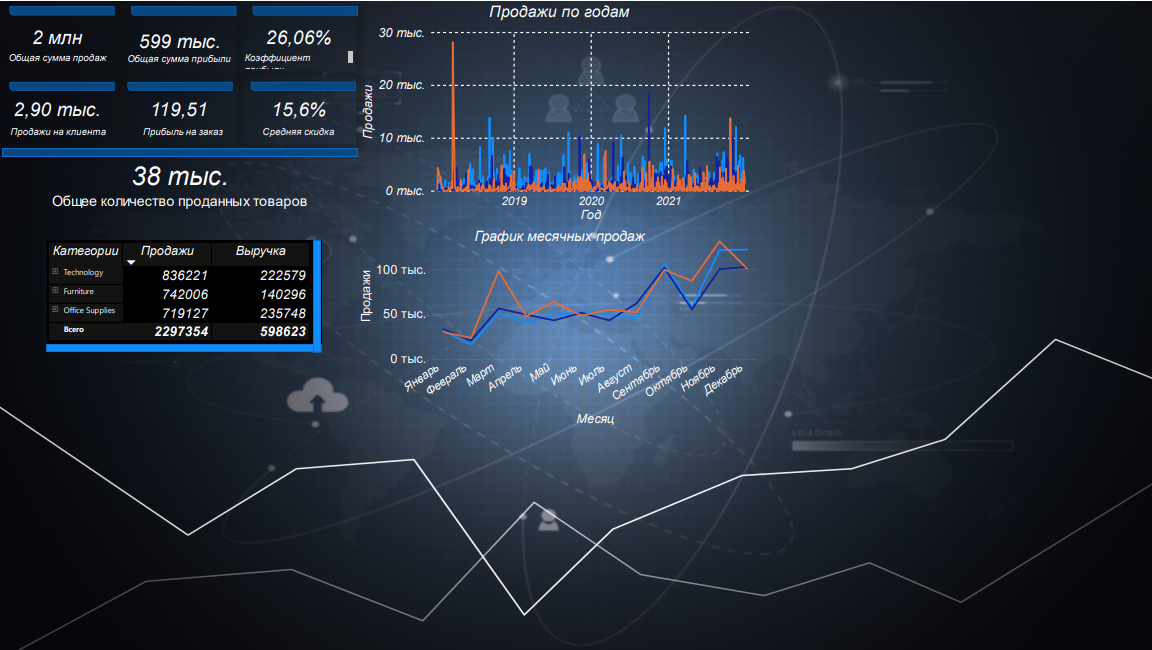 2 млн
Общая сумма продаж
599 тыс.
Общая сумма прибыли
26,06%
Коэффициент
2,90 тыс.
Продажи на клиента
119,51
Прибыль на заказ
15,6%
Средняя скидка
38 тыс.
Общее количество проданных товаров
Категории Продажи Выручка
Technology 836221 222579
Furniture 742006 140296
Office Supplies 719127 235748
Всего 2297354 598623
Продажи по годам
Продажи
30 тыс.
20 тыс.
10 тыс.
0 тыс.
2019 2020 2021
Год
График месячных продаж
Продажи
100 тыс.
50 тыс.
0 тыс.
Январь Февраль Март Апрель Май Июнь Июль Август Сентябрь Октябрь Ноябрь Декабрь
Месяц
LOADING